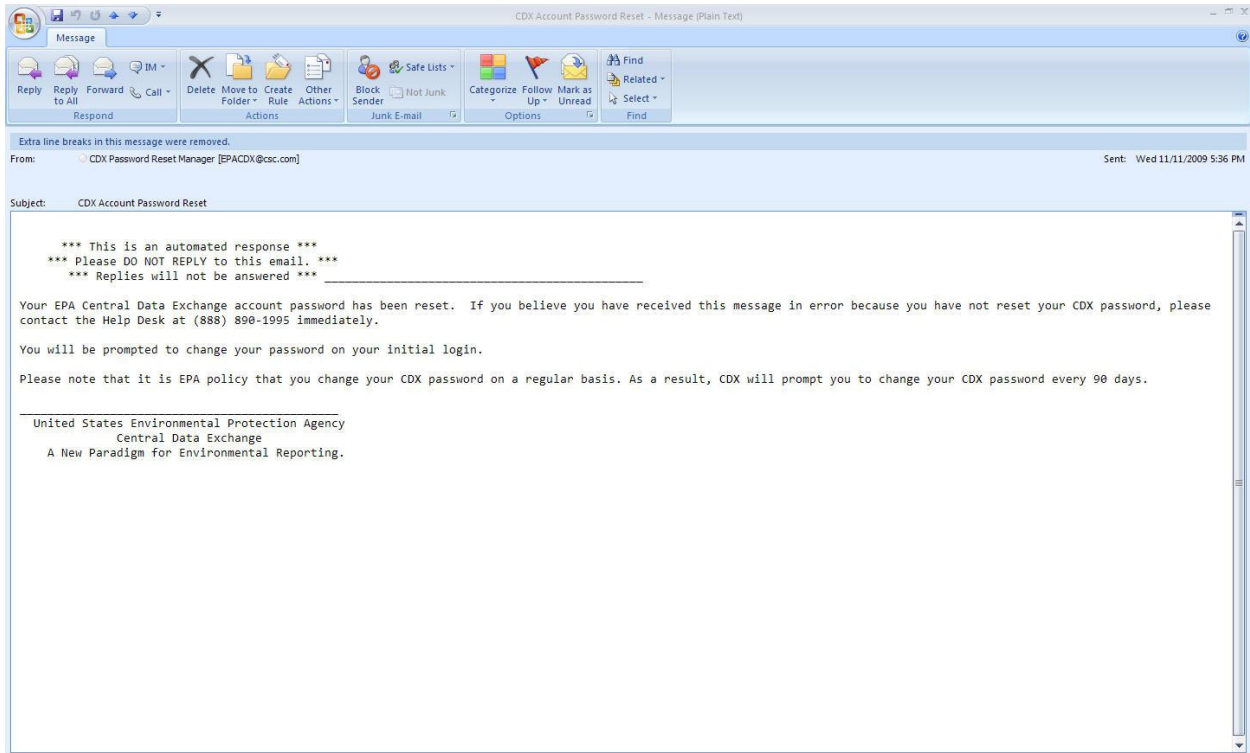 CDX Account Password Reset - Message (Plain Text)
Message
Reply
Reply to All
Forward
IM
Call
Respond
Delete
Move to Folder
Create Rule
Other Actions
Actions
Block Sender
Safe Lists
Not Junk
Junk E-mail
Categorize
Follow Up
Mark as Unread
Options
Find
Related
Select
Find
Extra line breaks in this message were removed.
From: CDX Password Reset Manager [EPACDX@csc.com]
Sent: Wed 11/11/2009 5:36 PM
Subject: CDX Account Password Reset
*** This is an automated response ***
*** Please DO NOT REPLY to this email. ***
*** Replies will not be answered *** _______________________________________________
Your EPA Central Data Exchange account password has been reset.  If you believe you have received this message in error because you have not reset your CDX password, please
contact the Help Desk at (888) 890-1995 immediately.
You will be prompted to change your password on your initial login.
Please note that it is EPA policy that you change your CDX password on a regular basis. As a result, CDX will prompt you to change your CDX password every 90 days.
_______________________________________________
United States Environmental Protection Agency
Central Data Exchange
A New Paradigm for Environmental Reporting.